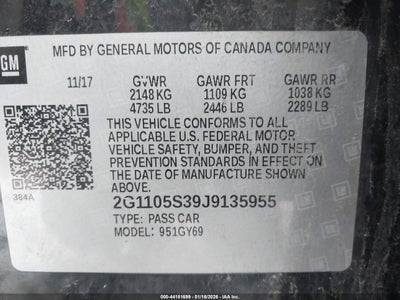 MFD BY GENERAL MOTORS OF CANADA COMPANY
GM
11/17 GVWR GAWR FRT GAWR RR
2148 KG 1109 KG 1038 KG
4735 LB 2446 LB 2289 LB
THIS VEHICLE CONFORMS TO ALL
APPLICABLE U.S. FEDERAL MOTOR
VEHICLE SAFETY, BUMPER, AND THEFT
PREVENTION STANDARDS IN EFFECT ON
THE DATE OF MANUFACTURE SHOWN
ABOVE.
384A
2G1105S39J9135955
TYPE: PASS CAR
MODEL: 951GY69
000-44181699 - 01/16/2026 - IAAI.COM